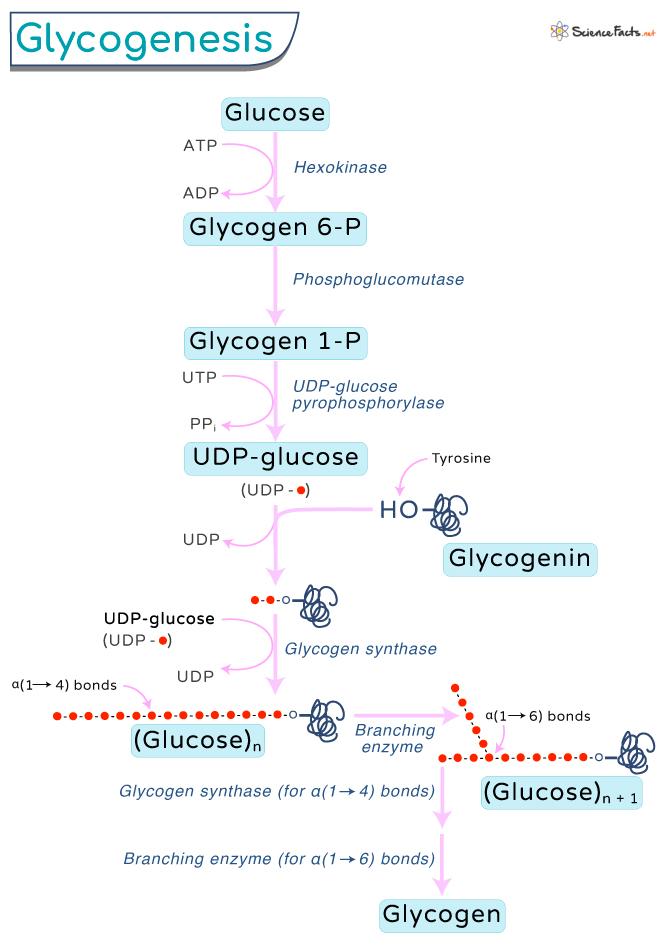 Glycogenesis
ScienceFacts.net
Glucose
ATP
Hexokinase
ADP
Glycogen 6-P
Phosphoglucomutase
Glycogen 1-P
UTP
UDP-glucose
pyrophosphorylase
PPi
UDP-glucose
(UDP - )
Tyrosine
HO
UDP
Glycogenin
UDP-glucose
(UDP - )
Glycogen synthase
UDP
α(1→ 4) bonds
(Glucose)n
Branching
enzyme
α(1→ 6) bonds
(Glucose)n + 1
Glycogen synthase (for α(1→ 4) bonds)
Branching enzyme (for α(1→ 6) bonds)
Glycogen